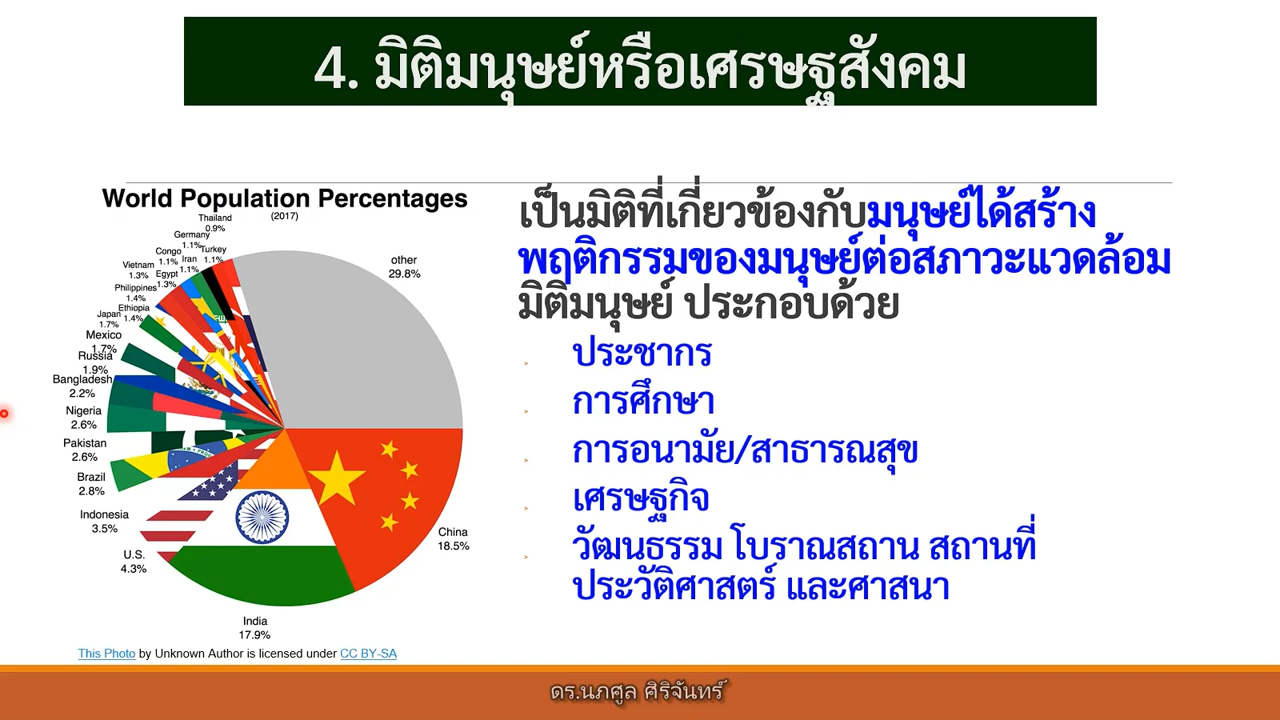 4. มิติมนุษย์หรือเศรษฐสังคม
World Population Percentages
(2017)
Thailand
0.9%
Germany
1.1%
Turkey
1.1%
Congo
1.1%
Iran
1.1%
Vietnam
1.3%
Egypt
1.3%
Philippines
1.4%
Ethiopia
1.4%
Japan
1.7%
Mexico
1.7%
Russia
1.9%
Bangladesh
2.2%
Nigeria
2.6%
Pakistan
2.6%
Brazil
2.8%
Indonesia
3.5%
U.S.
4.3%
India
17.9%
China
18.5%
other
29.8%
This Photo by Unknown Author is licensed under CC BY-SA
เป็นมิติที่เกี่ยวข้องกับมนุษย์ได้สร้าง
พฤติกรรมของมนุษย์ต่อสภาวะแวดล้อม
มิติมนุษย์ ประกอบด้วย
ประชากร
การศึกษา
การอนามัย/สาธารณสุข
เศรษฐกิจ
วัฒนธรรม โบราณสถาน สถานที่
ประวัติศาสตร์ และศาสนา
ดร.นภศูล ศิริจันทร์